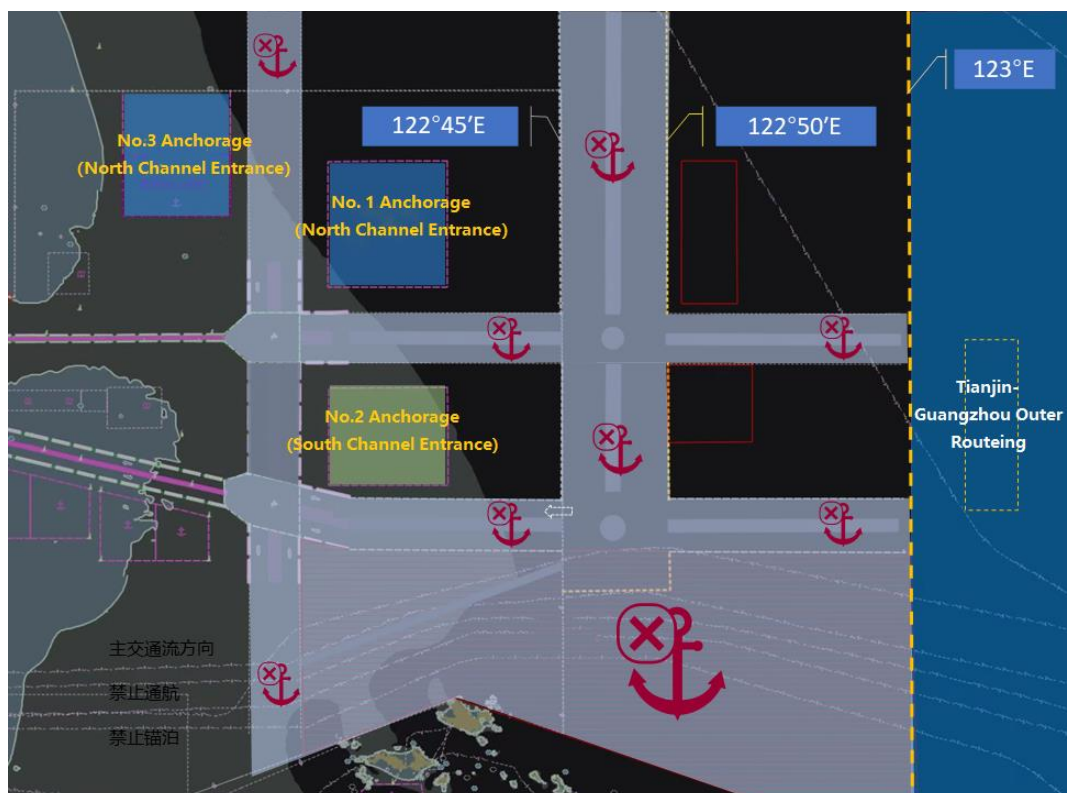 123°E
122°45′E
122°50′E
No.3 Anchorage
(North Channel Entrance)
No. 1 Anchorage
(North Channel Entrance)
Tianjin-
Guangzhou Outer
Routeing
No.2 Anchorage
(South Channel Entrance)
主交通流方向
禁止通航
禁止锚泊